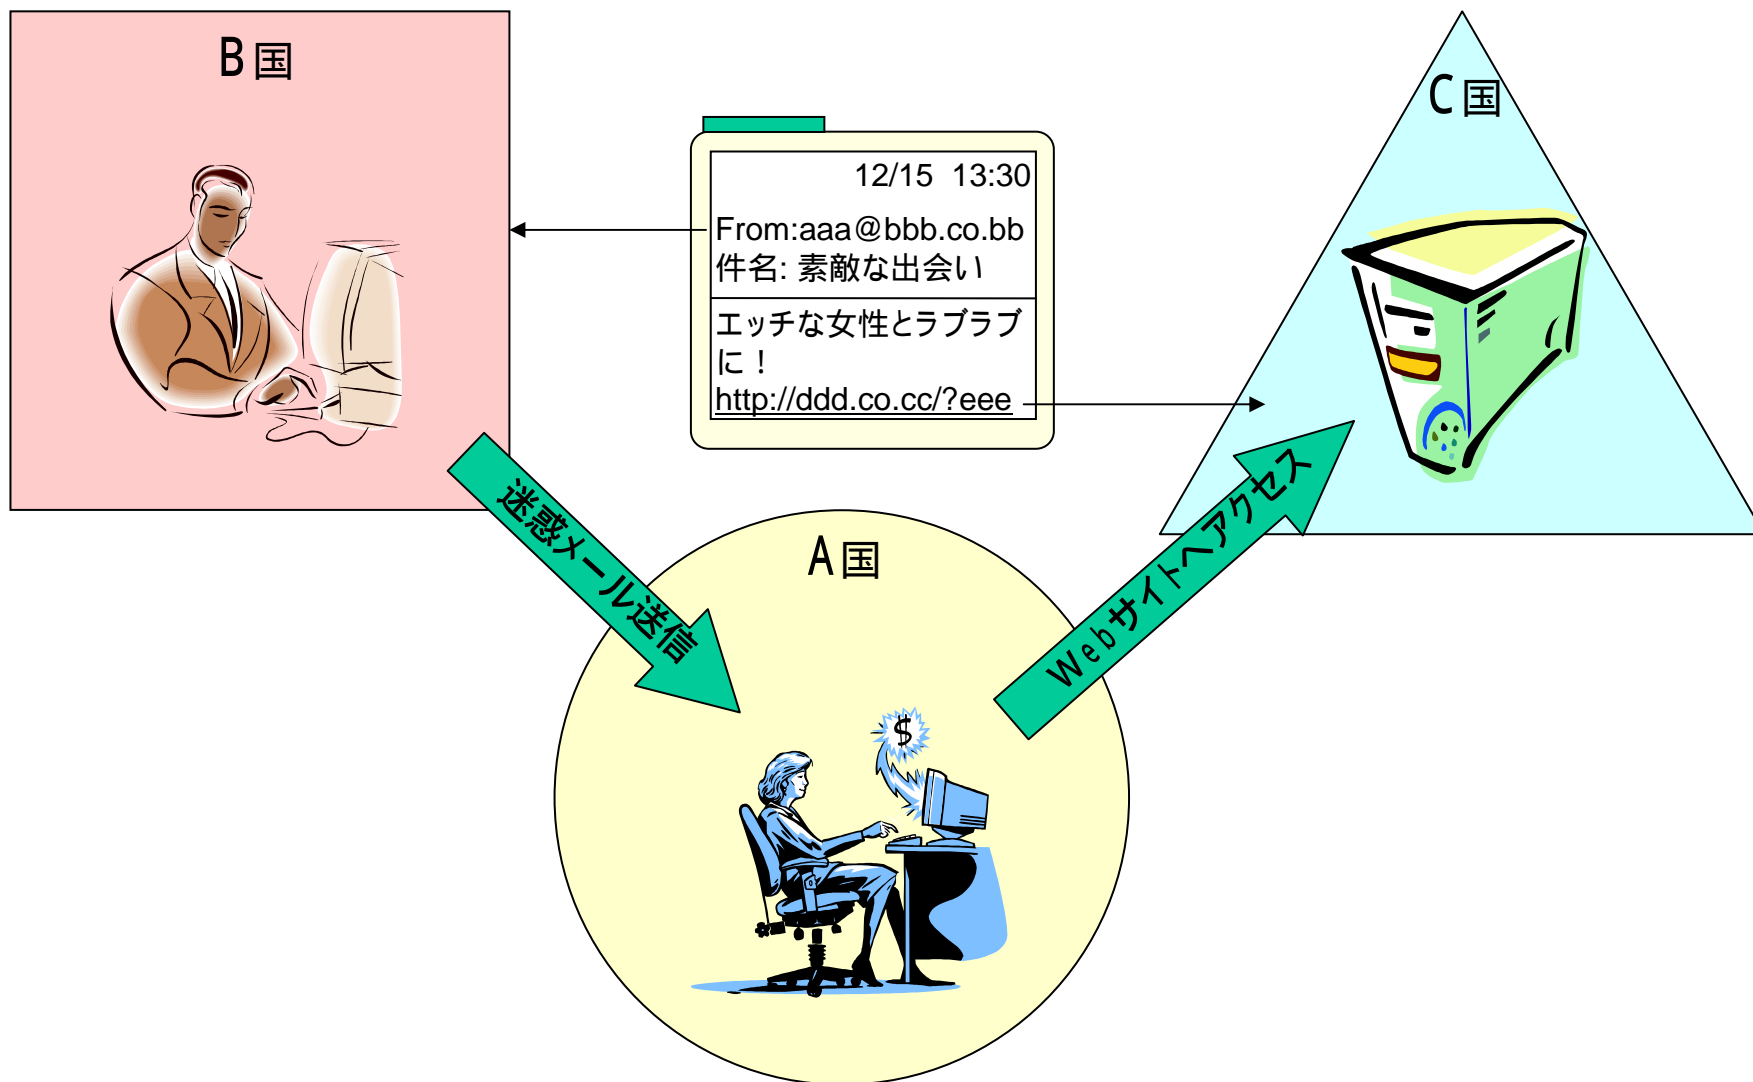 B国
C国
12/15 13:30
From:aaa@bbb.co.bb
件名: 素敵な出会い
エッチな女性とラブラブ
に！
http://ddd.co.cc/?eee
迷惑メール送信
A国
Webサイトへアクセス
$